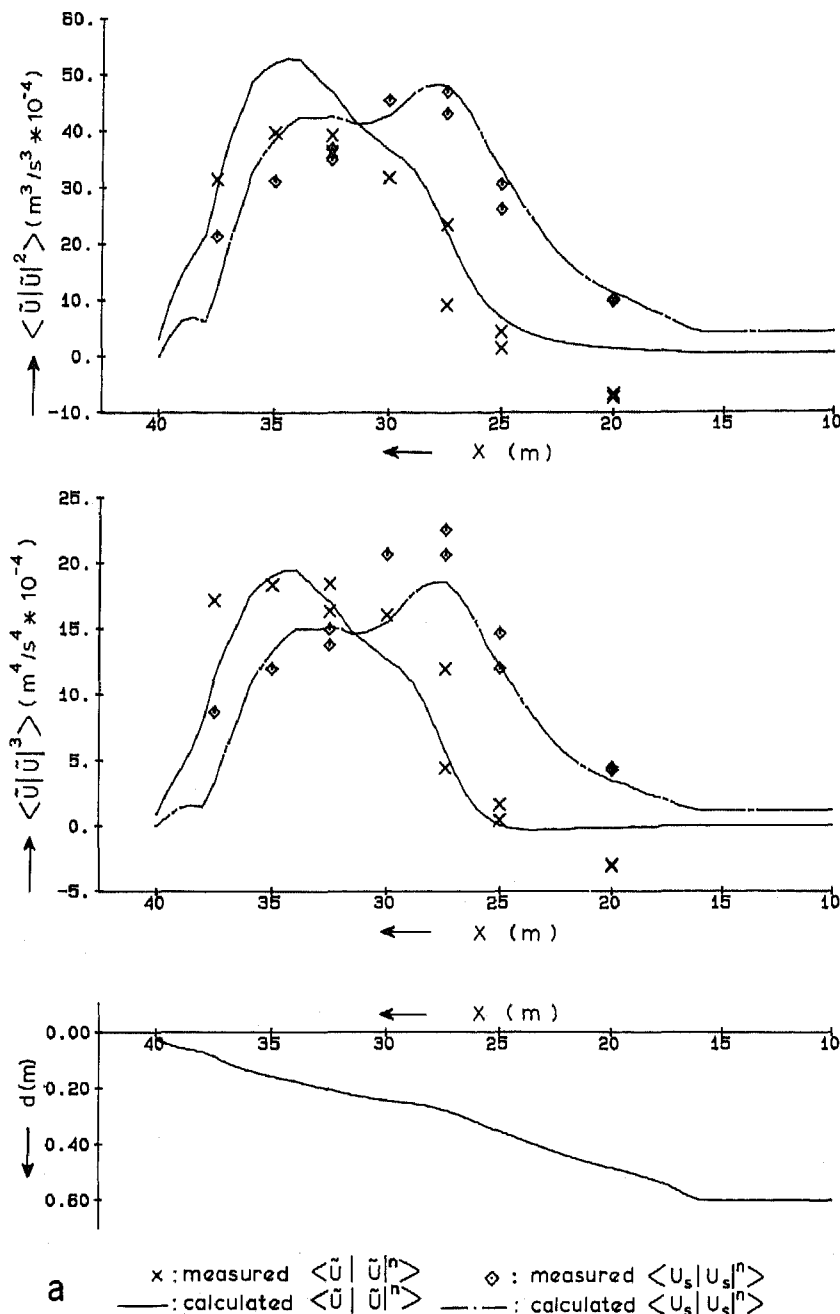 60.
50.
40.
30.
20.
10.
0.
-10.
→ <Ũ|Ũ|²> (m³/s³ * 10⁻⁴)
40 35 30 25 20 15 10
← X (m)
25.
20.
15.
10.
5.
0.
-5.
→ <Ũ|Ũ|³> (m⁴/s⁴ * 10⁻⁴)
40 35 30 25 20 15 10
← X (m)
← X (m)
0.00
0.20
0.40
0.60
← d(m)
40 35 30 25 20 15 10
× : measured <Ũ| Ũ|ⁿ> ◇ : measured <Uₛ|Uₛ|ⁿ>
—— : calculated <Ũ| Ũ|ⁿ> —·— : calculated <Uₛ|Uₛ|ⁿ>
a